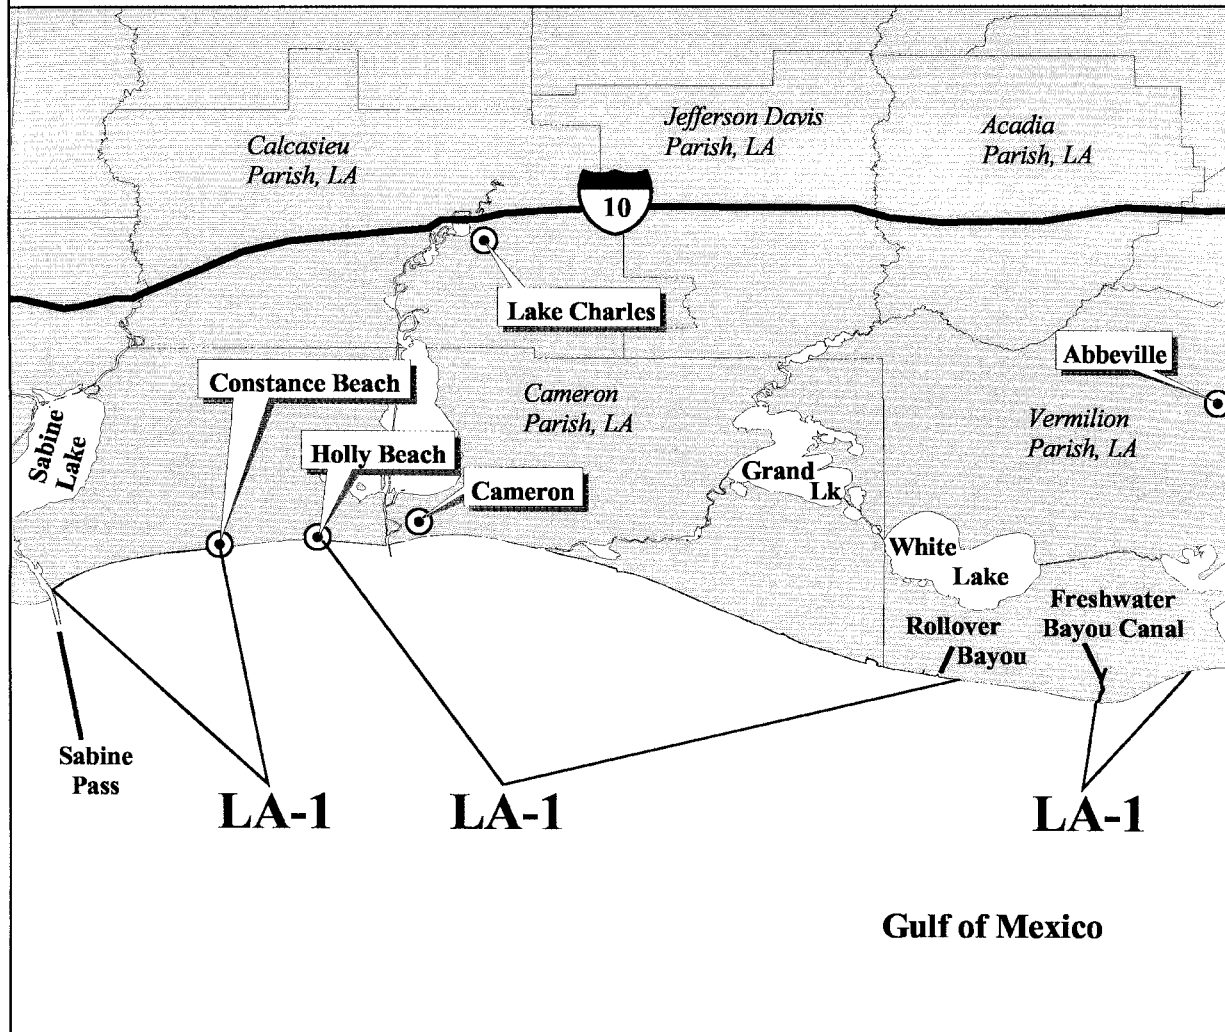 Jefferson Davis
Parish, LA
Acadia
Parish, LA
Calcasieu
Parish, LA
10
Lake Charles
Abbeville
Constance Beach
Cameron
Parish, LA
Vermilion
Parish, LA
Sabine
Lake
Holly Beach
Grand
Lk
Cameron
White
Lake
Freshwater
Bayou Canal
Rollover
Bayou
Sabine
Pass
LA-1
LA-1
LA-1
Gulf of Mexico